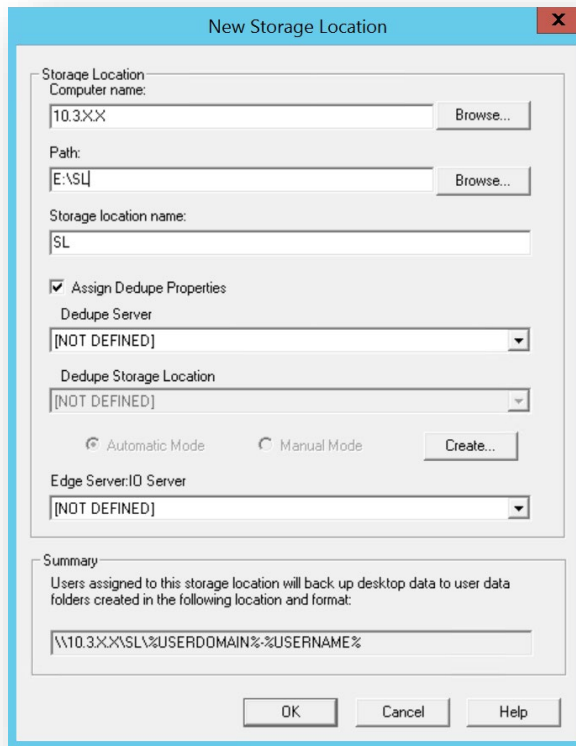 New Storage Location
X
Storage Location
Computer name:
10.3.X.X
Browse...
Path:
E:\SL
Browse...
Storage location name:
SL
Assign Dedupe Properties
Dedupe Server
[NOT DEFINED]
Dedupe Storage Location
[NOT DEFINED]
Automatic Mode Manual Mode Create...
Edge Server:IO Server
[NOT DEFINED]
Summary
Users assigned to this storage location will back up desktop data to user data
folders created in the following location and format:
\\10.3.X.X\SL\%USERDOMAIN%-%USERNAME%
OK Cancel Help